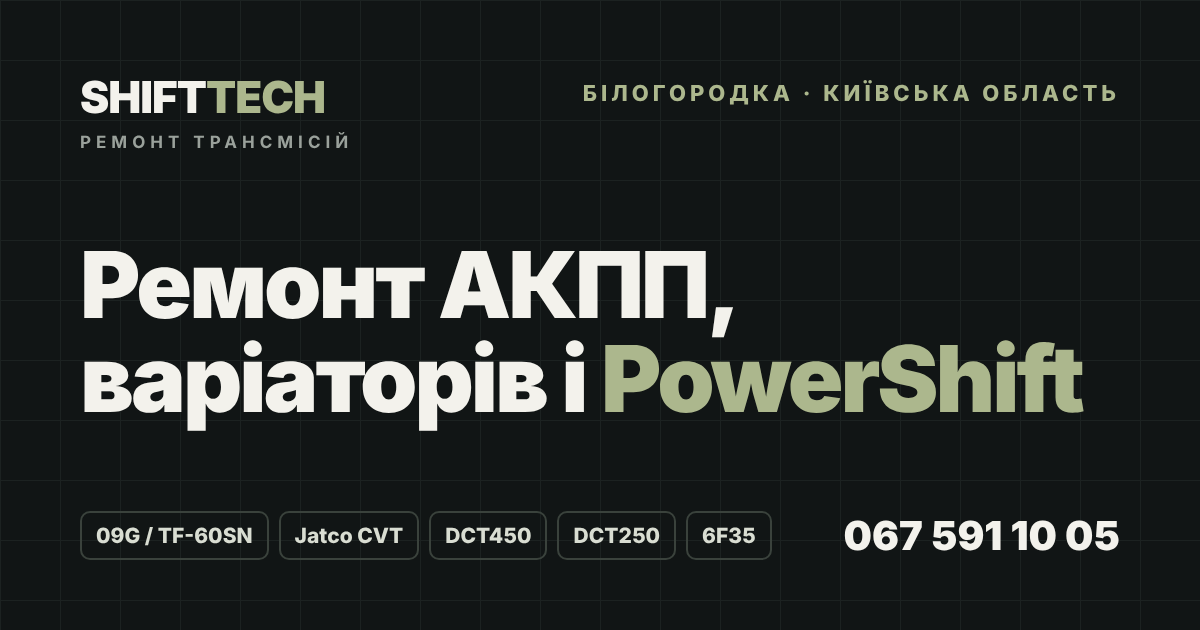 SHIFTTECH
БІЛОГОРОДКА · КИЇВСЬКА ОБЛАСТЬ
РЕМОНТ ТРАНСМІСІЙ
Ремонт АКПП,
варіаторів і PowerShift
09G / TF-60SN
Jatco CVT
DCT450
DCT250
6F35
067 591 10 05